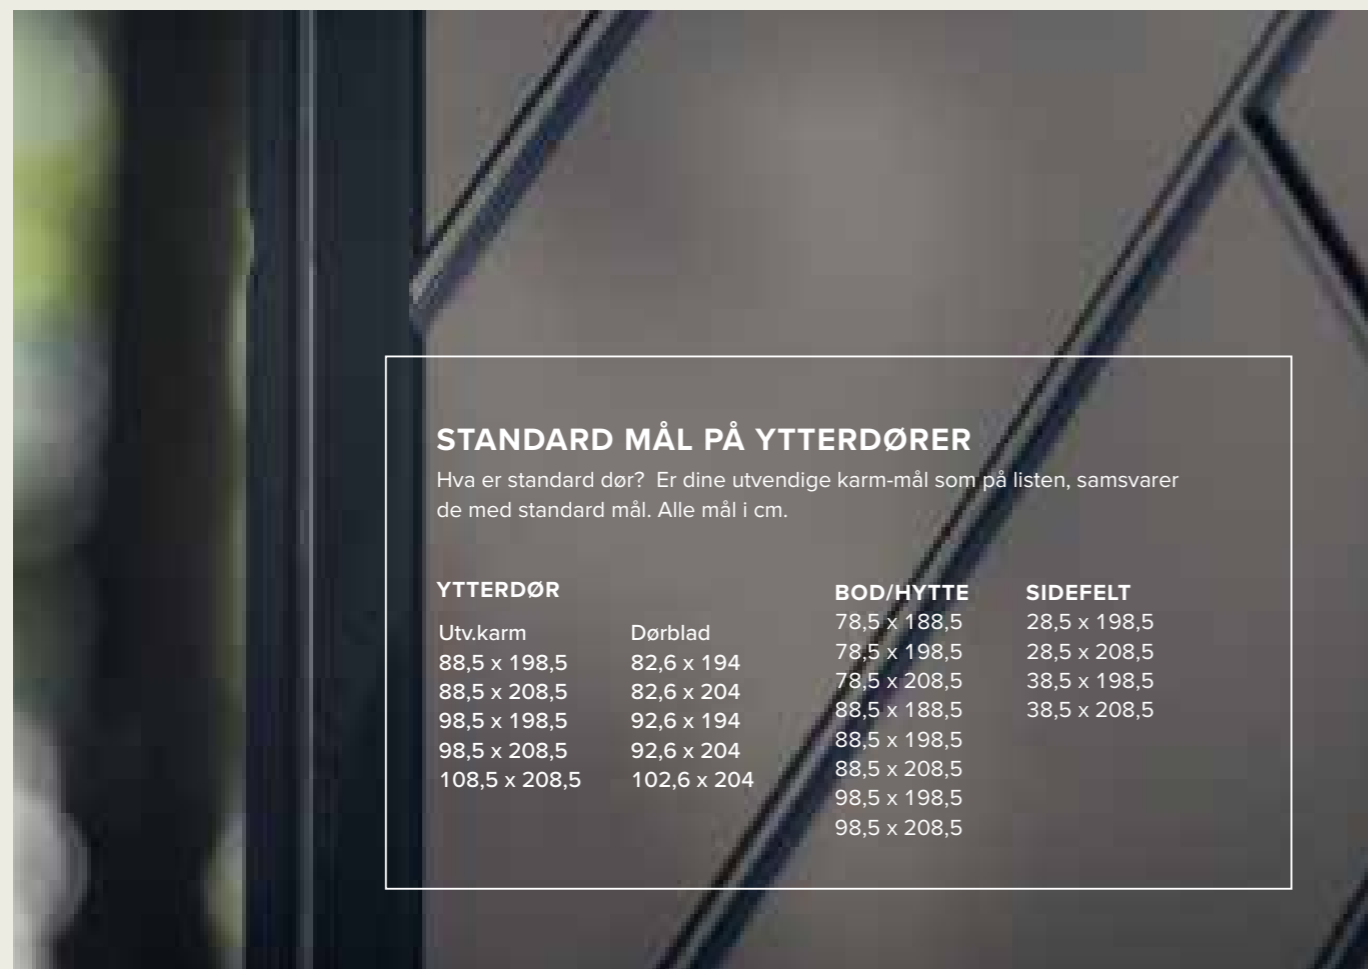 STANDARD MÅL PÅ YTTERDØRER
Hva er standard dør?  Er dine utvendige karm-mål som på listen, samsvarer
de med standard mål. Alle mål i cm.
YTTERDØR
Utv.karm
88,5 x 198,5
88,5 x 208,5
98,5 x 198,5
98,5 x 208,5
108,5 x 208,5
Dørblad
82,6 x 194
82,6 x 204
92,6 x 194
92,6 x 204
102,6 x 204
BOD/HYTTE
78,5 x 188,5
78,5 x 198,5
78,5 x 208,5
88,5 x 188,5
88,5 x 198,5
88,5 x 208,5
98,5 x 198,5
98,5 x 208,5
SIDEFELT
28,5 x 198,5
28,5 x 208,5
38,5 x 198,5
38,5 x 208,5